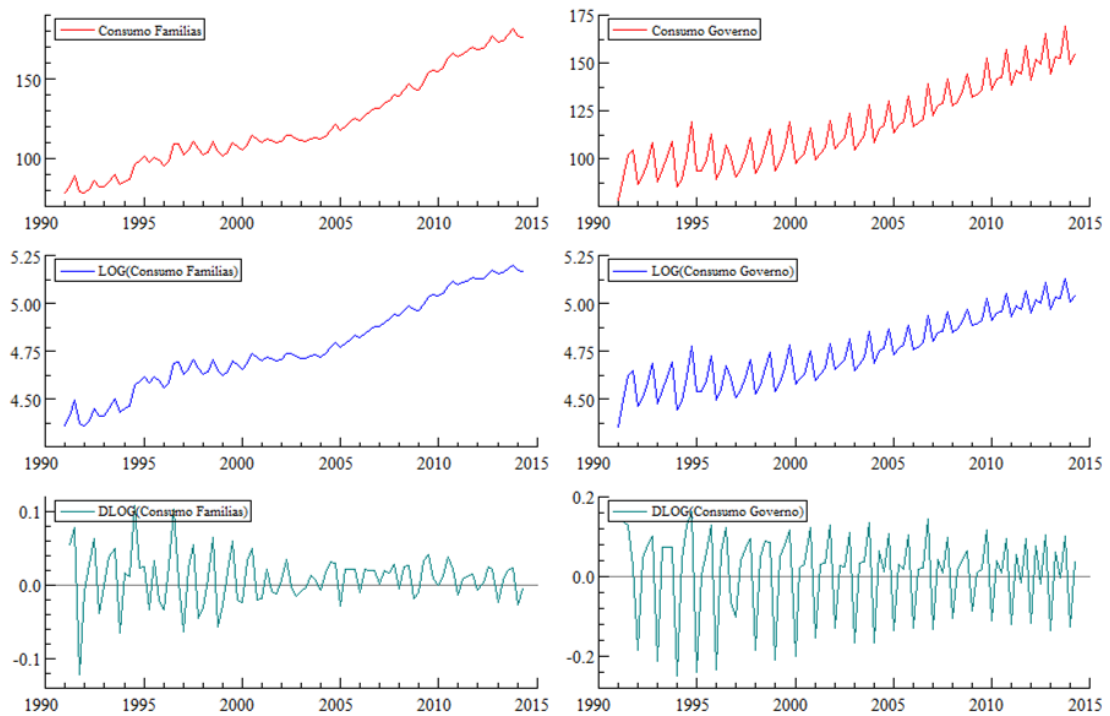 Consumo Familias
150
100
1990 1995 2000 2005 2010 2015
Consumo Governo
175
150
125
100
1990 1995 2000 2005 2010 2015
LOG(Consumo Familias)
5.25
5.00
4.75
4.50
1990 1995 2000 2005 2010 2015
LOG(Consumo Governo)
5.25
5.00
4.75
4.50
1990 1995 2000 2005 2010 2015
DLOG(Consumo Familias)
0.1
0.0
-0.1
1990 1995 2000 2005 2010 2015
DLOG(Consumo Governo)
0.2
0.0
-0.2
1990 1995 2000 2005 2010 2015